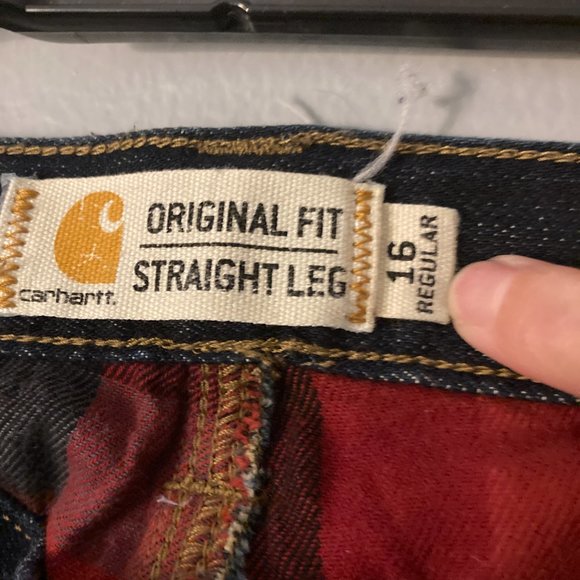 ORIGINAL FIT
STRAIGHT LEG
carhartt.
16
REGULAR